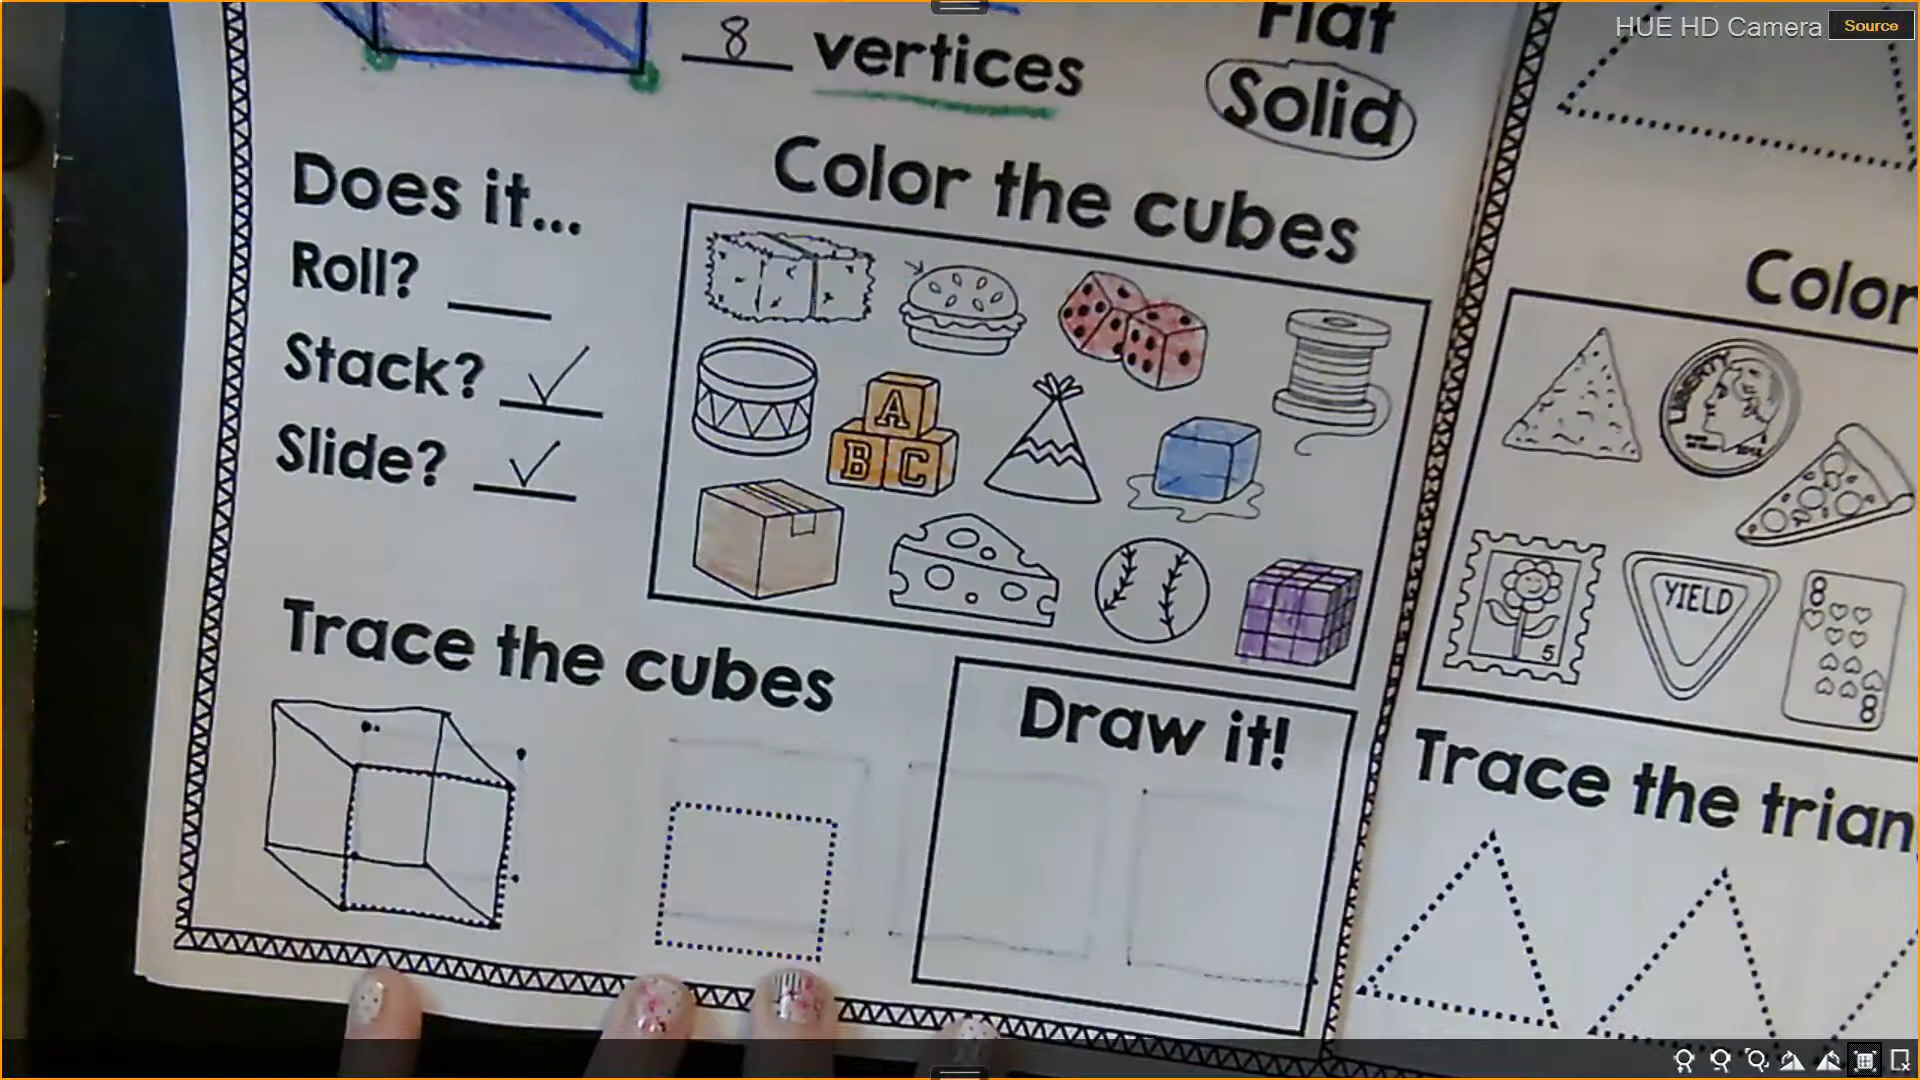 HUE HD Camera Source
8 vertices
Flat
Solid
Does it...
Roll?
Stack? ✓
Slide? ✓
Color the cubes
A
B C
Trace the cubes
Draw it!
Color
LIBERTY
5
YIELD
8
8
Trace the trian